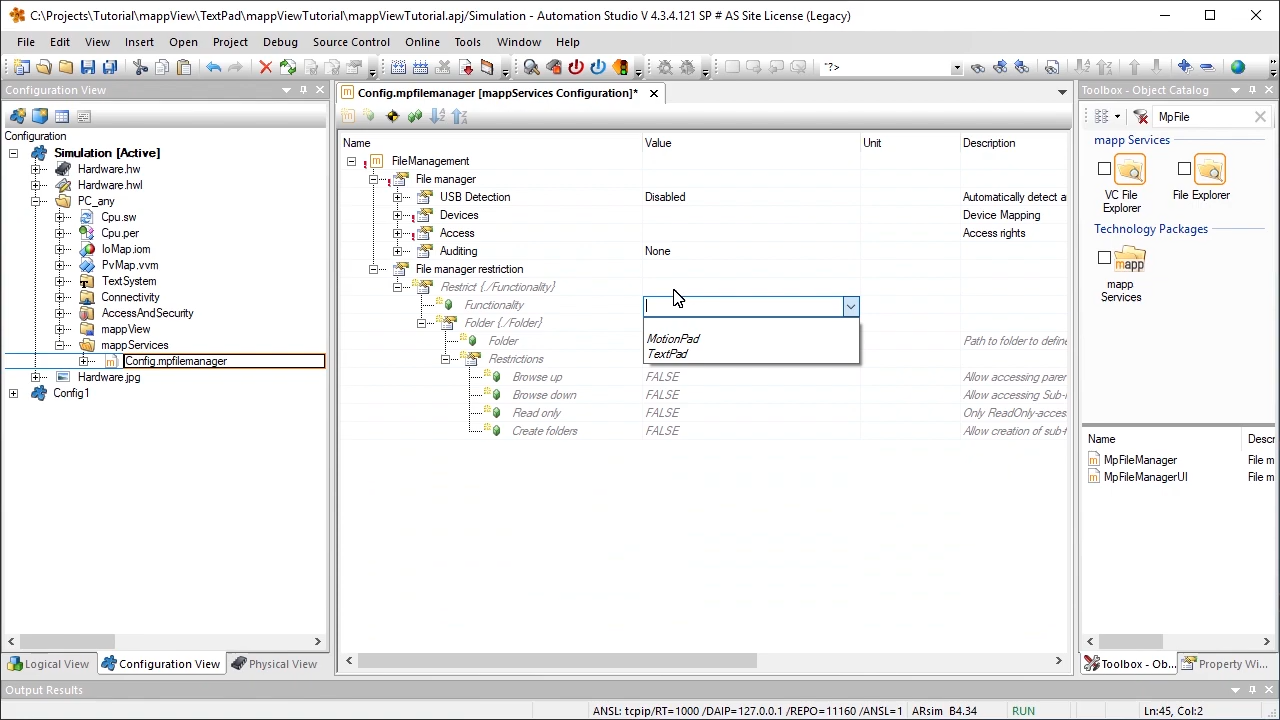 C:\Projects\Tutorial\mappView\TextPad\mappViewTutorial\mappViewTutorial.apj/Simulation - Automation Studio V 4.3.4.121 SP # AS Site License (Legacy)
File Edit View Insert Open Project Debug Source Control Online Tools Window Help
"?>
Configuration View
Configuration
Simulation [Active]
Hardware.hw
Hardware.hwl
PC_any
Cpu.sw
Cpu.per
IoMap.iom
PvMap.vvm
TextSystem
Connectivity
AccessAndSecurity
mappView
mappServices
Config.mpfilemanager
Hardware.jpg
Config1
Logical View Configuration View Physical View
Config.mpfilemanager [mappServices Configuration]*
Name Value Unit Description
FileManagement
File manager
USB Detection Disabled Automatically detect a
Devices Device Mapping
Access Access rights
Auditing None
File manager restriction
Restrict {./Functionality}
Functionality
Folder {./Folder}
MotionPad
Folder Path to folder to define
TextPad
Restrictions
Browse up FALSE Allow accessing paren
Browse down FALSE Allow accessing Sub-
Read only FALSE Only ReadOnly-acces
Create folders FALSE Allow creation of sub-f
Toolbox - Object Catalog
MpFile
mapp Services
VC File Explorer
File Explorer
Technology Packages
mapp
mapp Services
Name Descr
MpFileManager File m
MpFileManagerUI File m
Toolbox - Ob... Property Wi...
Output Results
ANSL: tcpip/RT=1000 /DAIP=127.0.0.1 /REPO=11160 /ANSL=1 ARsim B4.34 RUN Ln:45, Col:2